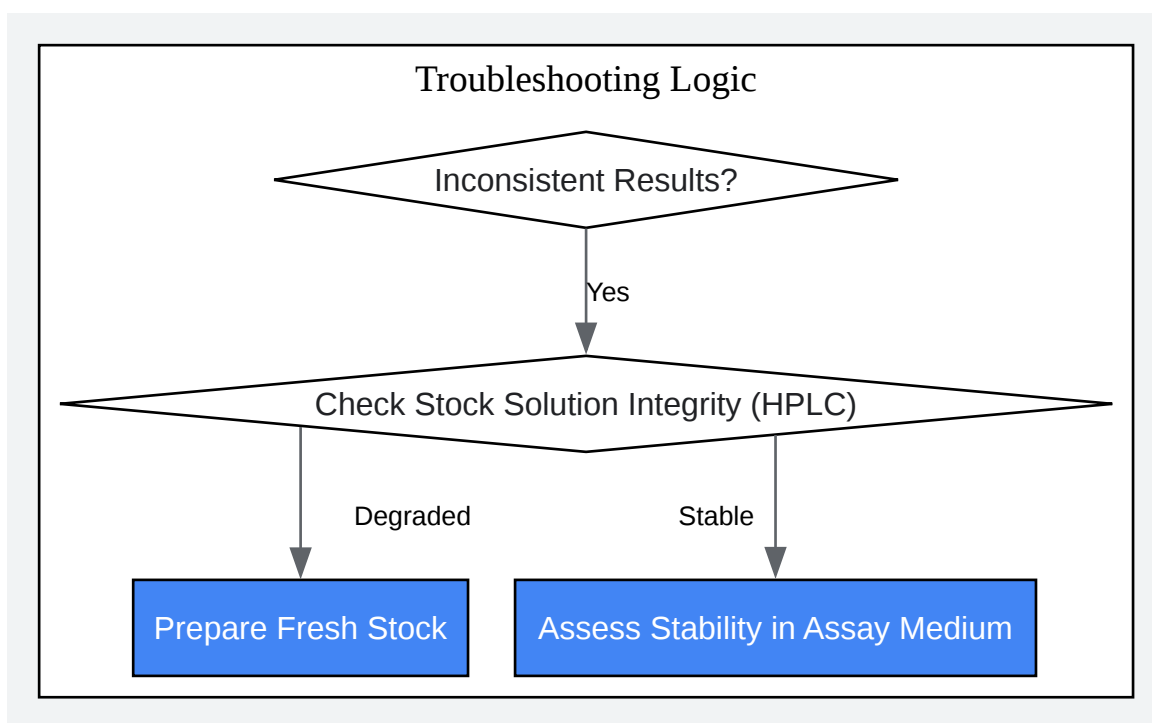 Troubleshooting Logic
Inconsistent Results?
Yes
Check Stock Solution Integrity (HPLC)
Degraded
Stable
Prepare Fresh Stock
Assess Stability in Assay Medium